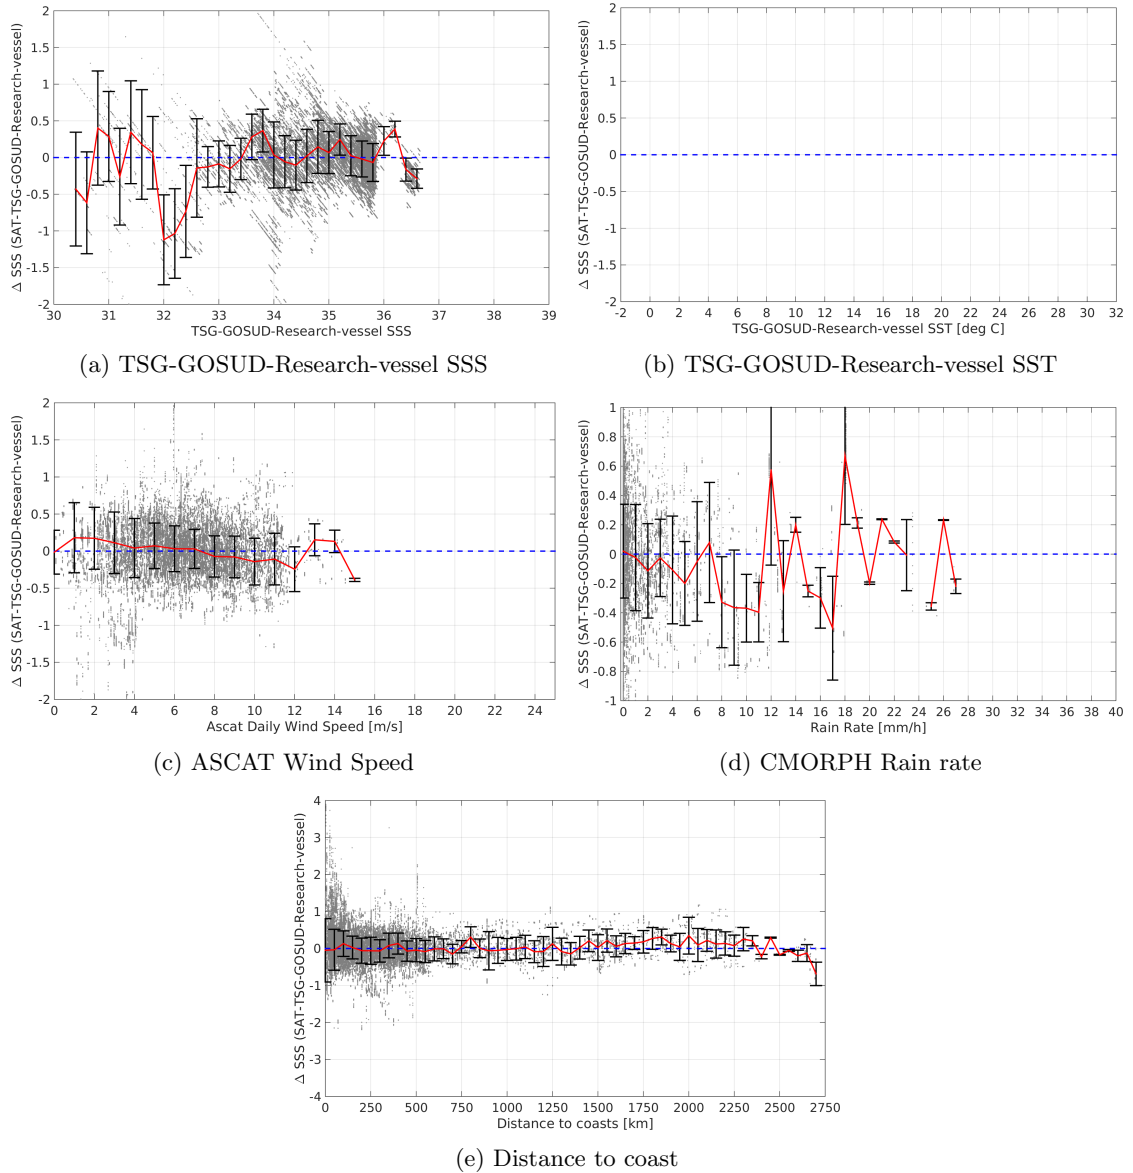 Δ SSS (SAT-TSG-GOSUD-Research-vessel)
2
1.5
1
0.5
0
-0.5
-1
-1.5
-2
30 31 32 33 34 35 36 37 38 39
TSG-GOSUD-Research-vessel SSS
(a) TSG-GOSUD-Research-vessel SSS
Δ SSS (SAT-TSG-GOSUD-Research-vessel)
2
1.5
1
0.5
0
-0.5
-1
-1.5
-2
-2 0 2 4 6 8 10 12 14 16 18 20 22 24 26 28 30 32
TSG-GOSUD-Research-vessel SST [deg C]
(b) TSG-GOSUD-Research-vessel SST
Δ SSS (SAT-TSG-GOSUD-Research-vessel)
2
1.5
1
0.5
0
-0.5
-1
-1.5
-2
0 2 4 6 8 10 12 14 16 18 20 22 24
Ascat Daily Wind Speed [m/s]
(c) ASCAT Wind Speed
Δ SSS (SAT-TSG-GOSUD-Research-vessel)
1
0.8
0.6
0.4
0.2
0
-0.2
-0.4
-0.6
-0.8
-1
0 2 4 6 8 10 12 14 16 18 20 22 24 26 28 30 32 34 36 38 40
Rain Rate [mm/h]
(d) CMORPH Rain rate
Δ SSS (SAT-TSG-GOSUD-Research-vessel)
4
3
2
1
0
-1
-2
-3
-4
0 250 500 750 1000 1250 1500 1750 2000 2250 2500 2750
Distance to coasts [km]
(e) Distance to coast